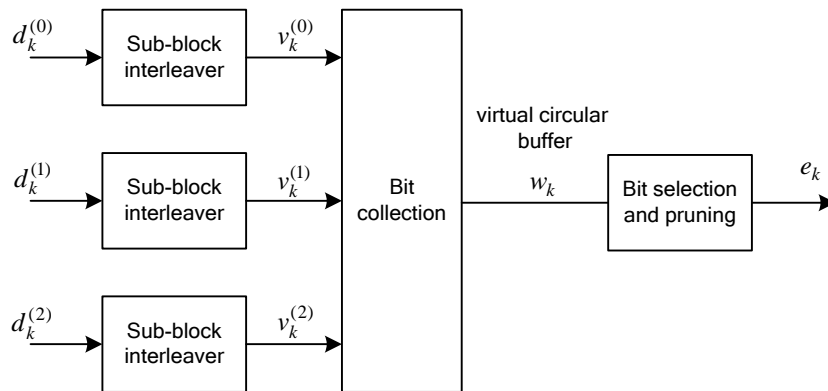 d_k^{(0)}
Sub-block
interleaver
v_k^{(0)}
d_k^{(1)}
Sub-block
interleaver
v_k^{(1)}
d_k^{(2)}
Sub-block
interleaver
v_k^{(2)}
Bit
collection
virtual circular
buffer
w_k
Bit selection
and pruning
e_k